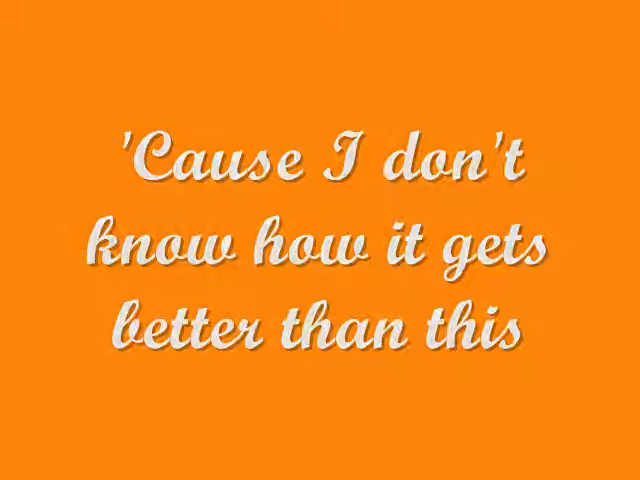 'Cause I don't
know how it gets
better than this